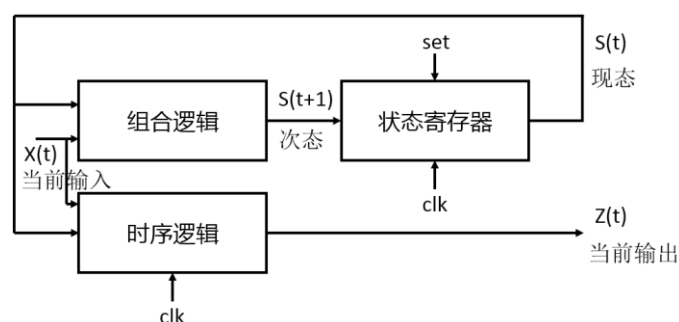 set
S(t)
现态
组合逻辑
S(t+1)
次态
状态寄存器
X(t)
当前输入
clk
时序逻辑
Z(t)
当前输出
clk